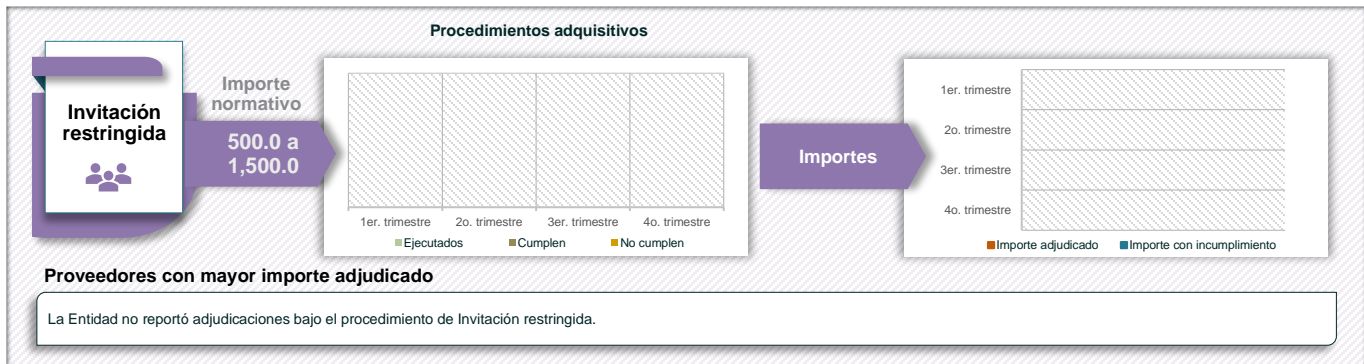 Procedimientos adquisitivos
Invitación
restringida
Importe
normativo
500.0 a
1,500.0
1er. trimestre 2o. trimestre 3er. trimestre 4o. trimestre
Ejecutados Cumplen No cumplen
Importes
1er. trimestre
2o. trimestre
3er. trimestre
4o. trimestre
Importe adjudicado Importe con incumplimiento
Proveedores con mayor importe adjudicado
La Entidad no reportó adjudicaciones bajo el procedimiento de Invitación restringida.